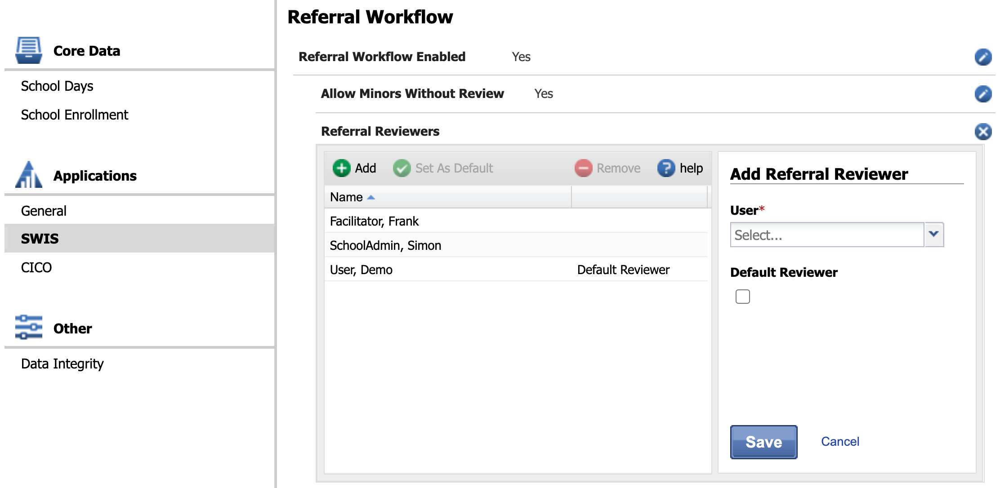 Core Data
School Days
School Enrollment
Applications
General
SWIS
CICO
Other
Data Integrity
Referral Workflow
Referral Workflow Enabled Yes
Allow Minors Without Review Yes
Referral Reviewers
Add Set As Default Remove ? help
Name
Facilitator, Frank
SchoolAdmin, Simon
User, Demo Default Reviewer
Add Referral Reviewer
User*
Select...
Default Reviewer
Save Cancel